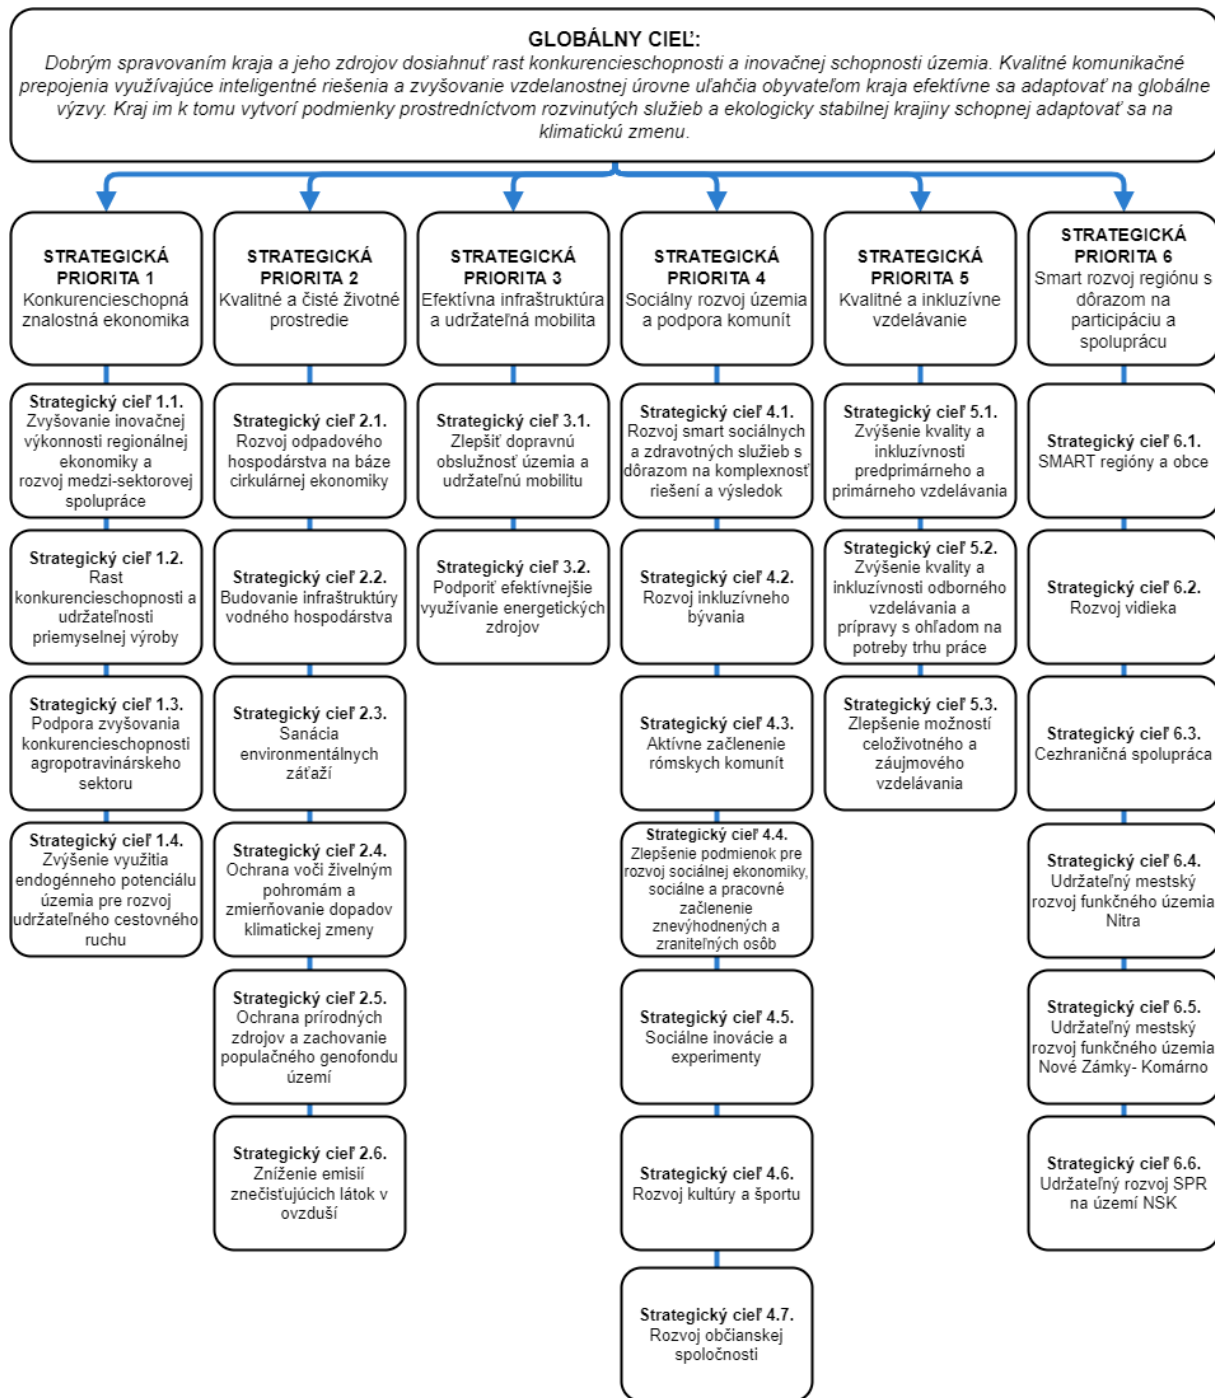 GLOBÁLNY CIEĽ:
Dobrým spravovaním kraja a jeho zdrojov dosiahnuť rast konkurencieschopnosti a inovačnej schopnosti územia. Kvalitné komunikačné
prepojenia využívajúce inteligentné riešenia a zvyšovanie vzdelanostnej úrovne uľahčia obyvateľom kraja efektívne sa adaptovať na globálne
výzvy. Kraj im k tomu vytvorí podmienky prostredníctvom rozvinutých služieb a ekologicky stabilnej krajiny schopnej adaptovať sa na
klimatickú zmenu.
STRATEGICKÁ
PRIORITA 1
Konkurencieschopná
znalostná ekonomika
Strategický cieľ 1.1.
Zvyšovanie inovačnej
výkonnosti regionálnej
ekonomiky a
rozvoj medzi-sektorovej
spolupráce
Strategický cieľ 1.2.
Rast
konkurencieschopnosti a
udržateľnosti
priemyselnej výroby
Strategický cieľ 1.3.
Podpora zvyšovania
konkurencieschopnosti
agropotravinárskeho
sektoru
Strategický cieľ 1.4.
Zvýšenie využitia
endogénneho potenciálu
územia pre rozvoj
udržateľného cestovného
ruchu
STRATEGICKÁ
PRIORITA 2
Kvalitné a čisté životné
prostredie
Strategický cieľ 2.1.
Rozvoj odpadového
hospodárstva na báze
cirkulárnej ekonomiky
Strategický cieľ 2.2.
Budovanie infraštruktúry
vodného hospodárstva
Strategický cieľ 2.3.
Sanácia
environmentálnych
záťaží
Strategický cieľ 2.4.
Ochrana voči živelným
pohromám a
zmierňovanie dopadov
klimatickej zmeny
Strategický cieľ 2.5.
Ochrana prírodných
zdrojov a zachovanie
populačného genofondu
území
Strategický cieľ 2.6.
Zníženie emisií
znečisťujúcich látok v
ovzduší
STRATEGICKÁ
PRIORITA 3
Efektívna infraštruktúra
a udržateľná mobilita
Strategický cieľ 3.1.
Zlepšiť dopravnú
obslužnosť územia a
udržateľnú mobilitu
Strategický cieľ 3.2.
Podporiť efektívnejšie
využívanie energetických
zdrojov
STRATEGICKÁ
PRIORITA 4
Sociálny rozvoj územia
a podpora komunít
Strategický cieľ 4.1.
Rozvoj smart sociálnych
a zdravotných služieb s
dôrazom na komplexnosť
riešení a výsledok
Strategický cieľ 4.2.
Rozvoj inkluzívneho
bývania
Strategický cieľ 4.3.
Aktívne začlenenie
rómskych komunít
Strategický cieľ 4.4.
Zlepšenie podmienok pre
rozvoj sociálnej ekonomiky,
sociálne a pracovné
začlenenie
znevýhodnených a
zraniteľných osôb
Strategický cieľ 4.5.
Sociálne inovácie a
experimenty
Strategický cieľ 4.6.
Rozvoj kultúry a športu
Strategický cieľ 4.7.
Rozvoj občianskej
spoločnosti
STRATEGICKÁ
PRIORITA 5
Kvalitné a inkluzívne
vzdelávanie
Strategický cieľ 5.1.
Zvýšenie kvality a
inkluzívnosti
predprimárneho a
primárneho vzdelávania
Strategický cieľ 5.2.
Zvýšenie kvality a
inkluzívnosti odborného
vzdelávania a
prípravy s ohľadom na
potreby trhu práce
Strategický cieľ 5.3.
Zlepšenie možností
celoživotného a
záujmového
vzdelávania
STRATEGICKÁ
PRIORITA 6
Smart rozvoj regiónu s
dôrazom na
participáciu a
spoluprácu
Strategický cieľ 6.1.
SMART regióny a obce
Strategický cieľ 6.2.
Rozvoj vidieka
Strategický cieľ 6.3.
Cezhraničná spolupráca
Strategický cieľ 6.4.
Udržateľný mestský
rozvoj funkčného územia
Nitra
Strategický cieľ 6.5.
Udržateľný mestský
rozvoj funkčného územia
Nové Zámky- Komárno
Strategický cieľ 6.6.
Udržateľný rozvoj SPR
na území NSK